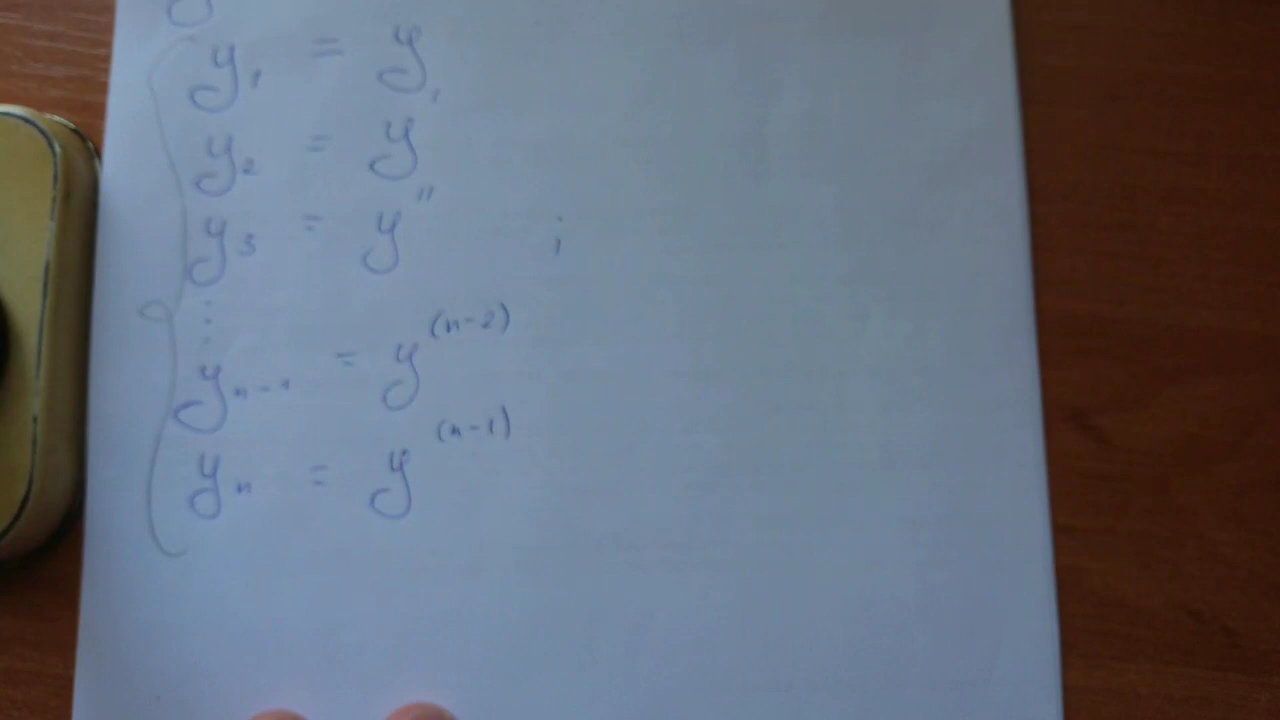 y₁ = y
y₂ = y'
y₃ = y'' ;
⋮
yₙ₋₁ = y⁽ⁿ⁻²⁾
yₙ = y⁽ⁿ⁻¹⁾